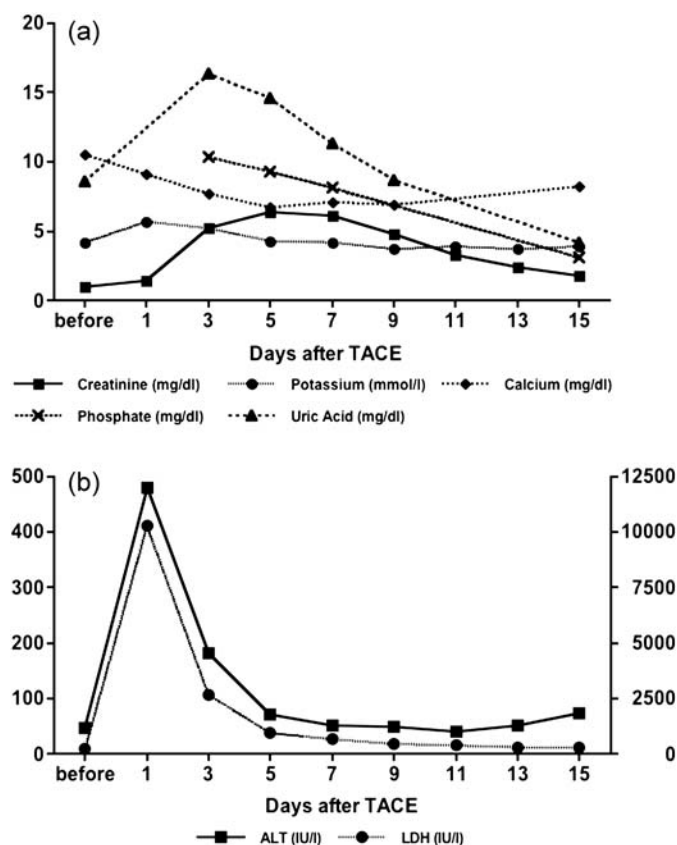 (a)
20
15
10
5
0
before 1 3 5 7 9 11 13 15
Days after TACE
Creatinine (mg/dl) Potassium (mmol/l) Calcium (mg/dl)
Phosphate (mg/dl) Uric Acid (mg/dl)
(b)
500 12500
400 10000
300 7500
200 5000
100 2500
0 0
before 1 3 5 7 9 11 13 15
Days after TACE
ALT (IU/l) LDH (IU/l)